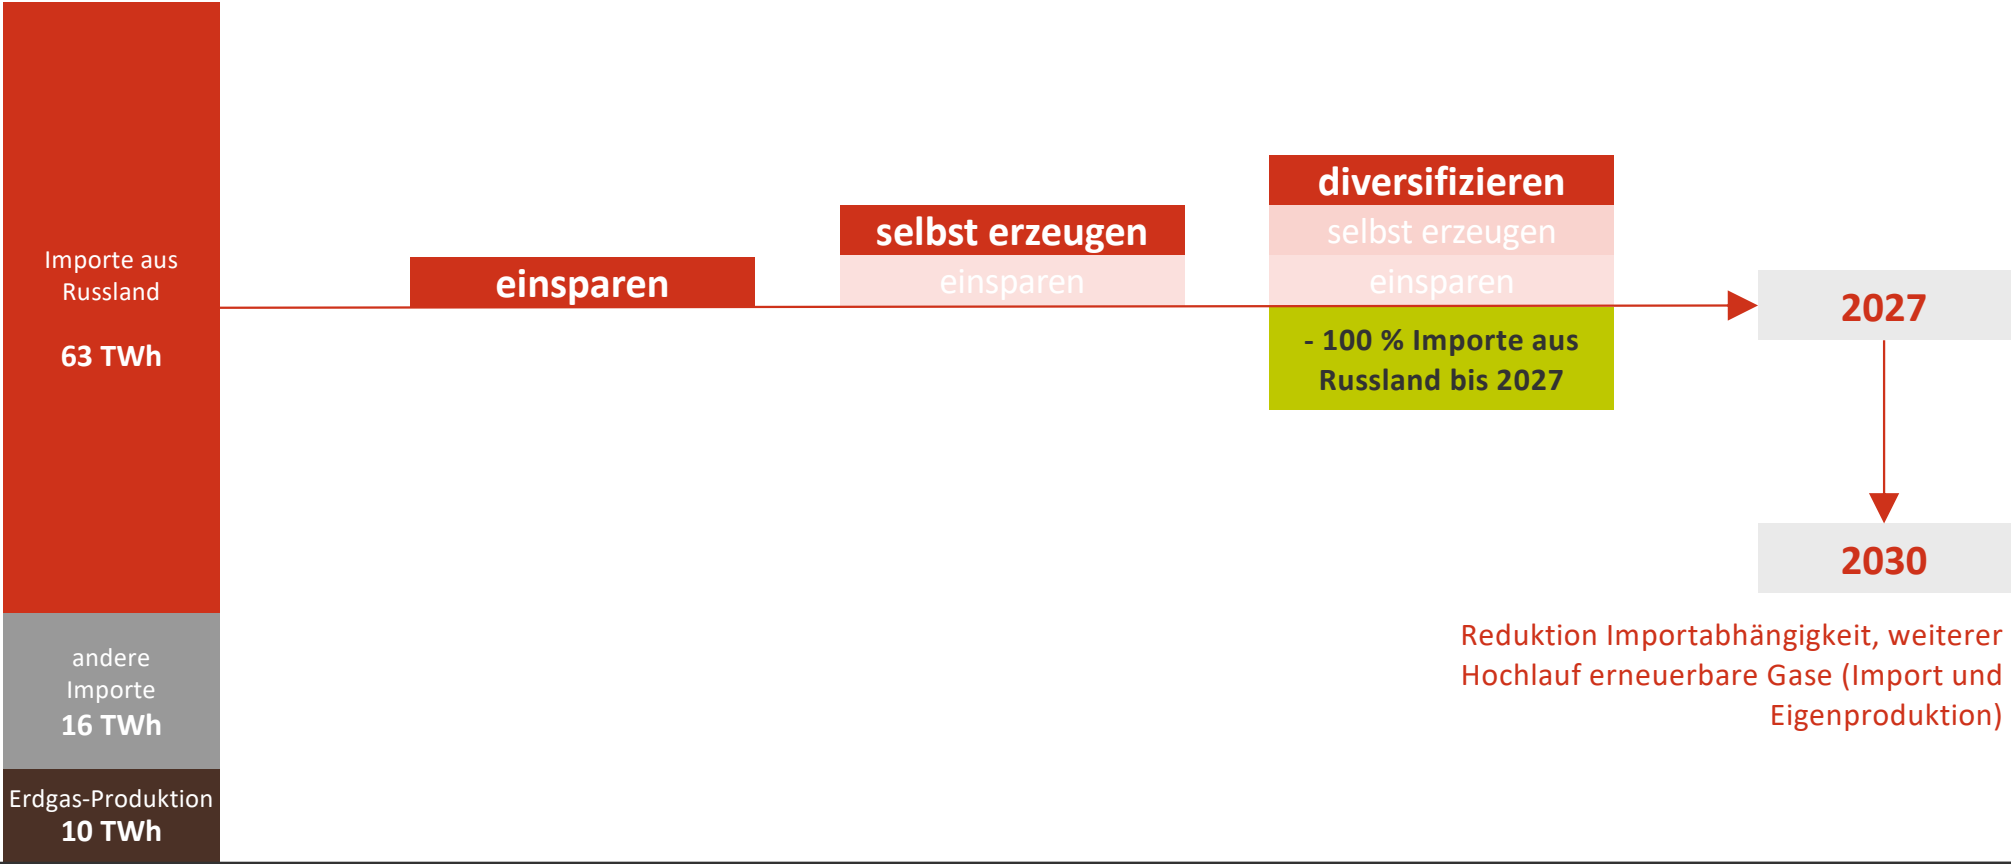 Importe aus
Russland
63 TWh
andere
Importe
16 TWh
Erdgas-Produktion
10 TWh
einsparen
selbst erzeugen
einsparen
diversifizieren
selbst erzeugen
einsparen
- 100 % Importe aus
Russland bis 2027
2027
2030
Reduktion Importabhängigkeit, weiterer
Hochlauf erneuerbare Gase (Import und
Eigenproduktion)